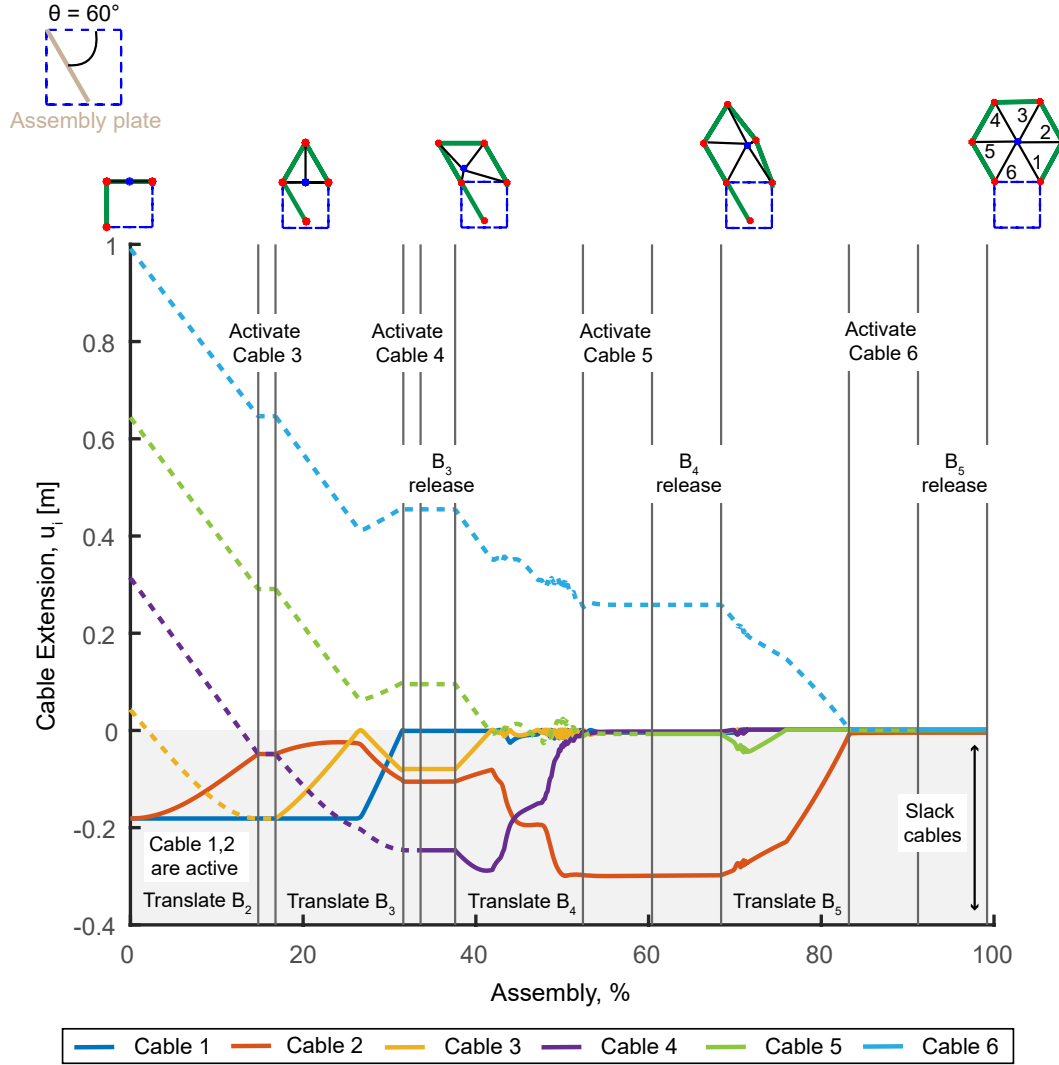 θ = 60°
Assembly plate
4 3 2
5 6 1
1
0.8
0.6
0.4
0.2
0
-0.2
-0.4
Cable Extension, u_i [m]
Activate
Cable 3
Activate
Cable 4
Activate
Cable 5
Activate
Cable 6
B_3
release
B_4
release
B_5
release
Cable 1,2
are active
Slack
cables
Translate B_2
Translate B_3
Translate B_4
Translate B_5
0 20 40 60 80 100
Assembly, %
Cable 1 Cable 2 Cable 3 Cable 4 Cable 5 Cable 6